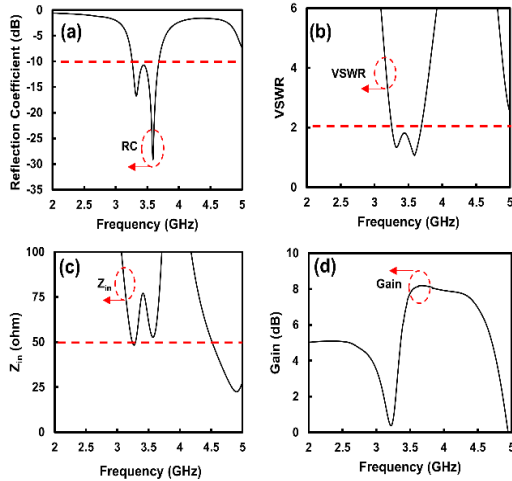 (a)
Reflection Coefficient (dB)
0
-5
-10
-15
-20
-25
-30
-35
RC
2 2.5 3 3.5 4 4.5 5
Frequency (GHz)
(b)
VSWR
6
4
2
0
VSWR
2 2.5 3 3.5 4 4.5 5
Frequency (GHz)
(c)
Zin (ohm)
100
75
50
25
0
Zin
2 2.5 3 3.5 4 4.5 5
Frequency (GHz)
(d)
Gain (dB)
10
8
6
4
2
0
Gain
2 2.5 3 3.5 4 4.5 5
Frequency (GHz)